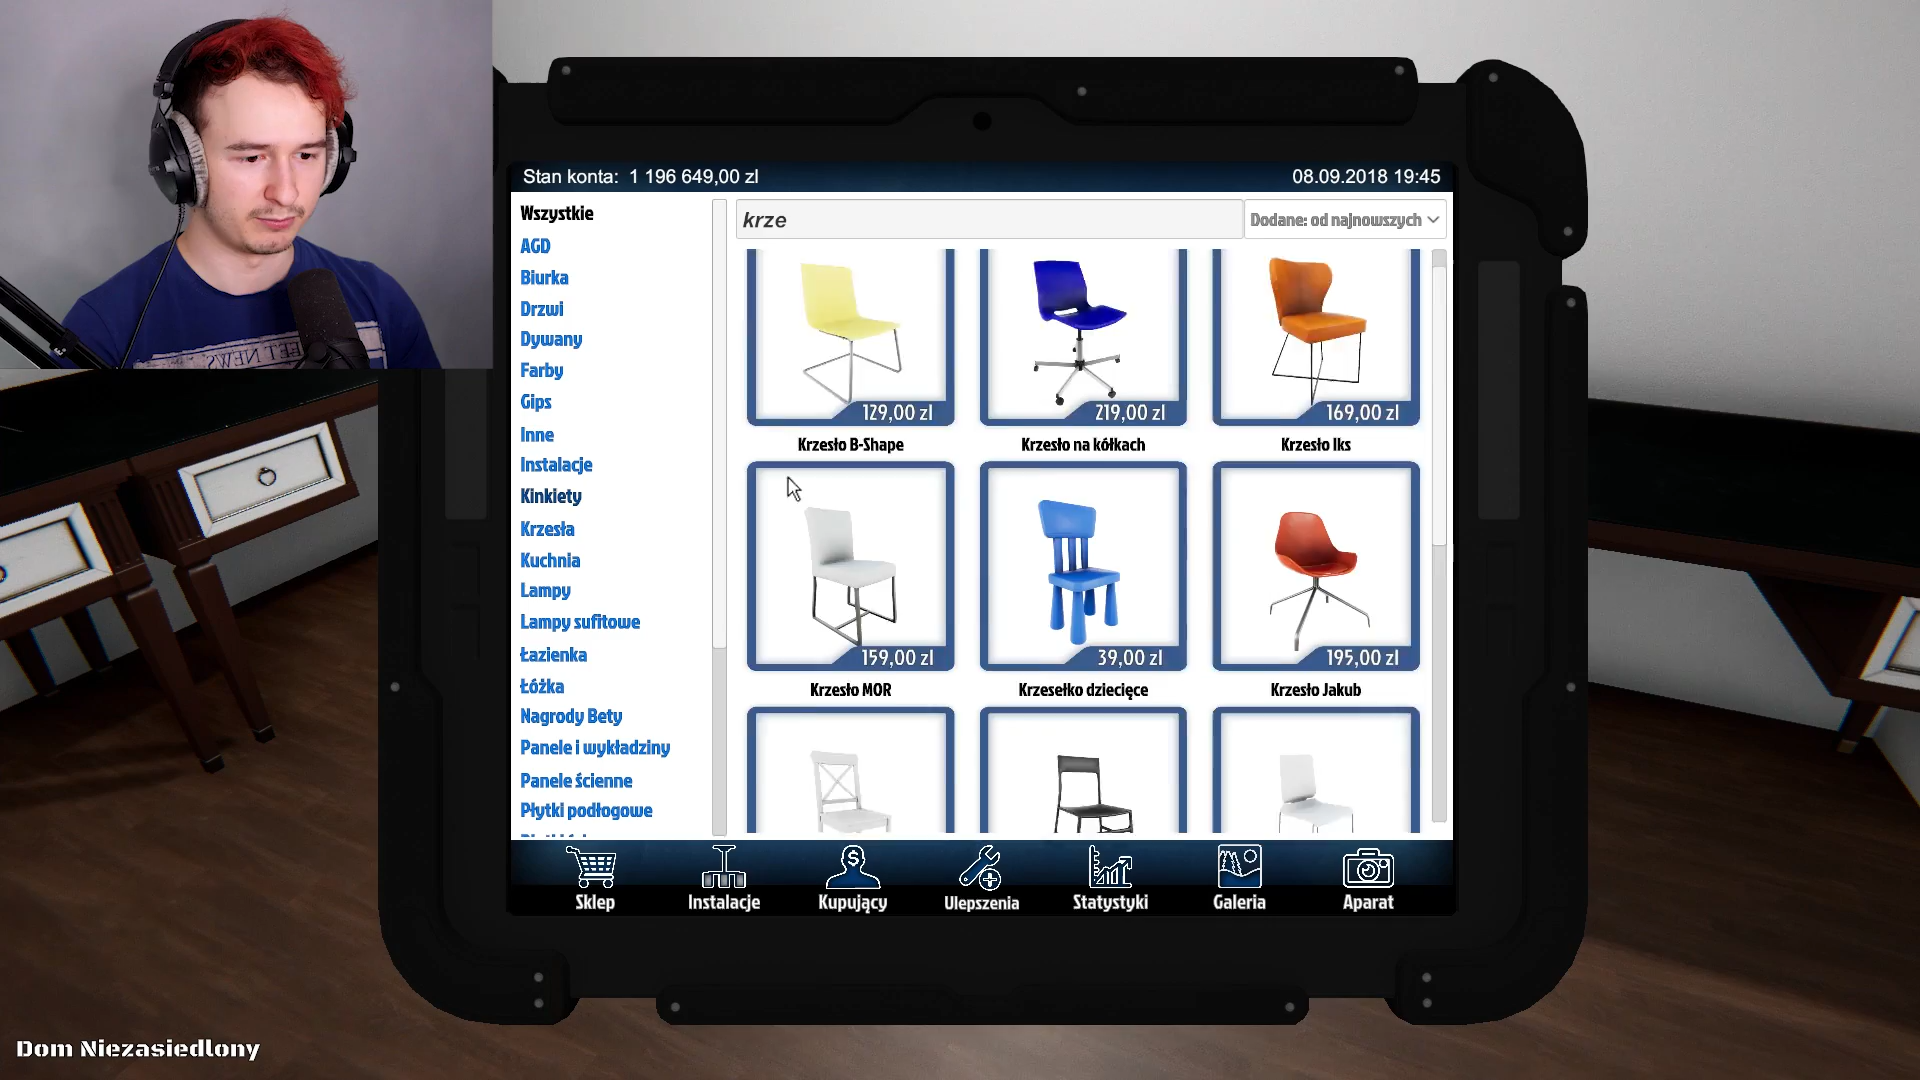 Stan konta: 1 196 649,00 zl
08.09.2018 19:45
Wszystkie
AGD
Biurka
Drzwi
Dywany
Farby
Gips
Inne
Instalacje
Kinkiety
Krzesła
Kuchnia
Lampy
Lampy sufitowe
Łazienka
Łóżka
Nagrody Bety
Panele i wykładziny
Panele ścienne
Płytki podłogowe
krze
Dodane: od najnowszych
129,00 zl
219,00 zl
169,00 zl
Krzesło B-Shape
Krzesło na kółkach
Krzesło Iks
159,00 zl
39,00 zl
195,00 zl
Krzesło MOR
Krzesełko dziecięce
Krzesło Jakub
Sklep
Instalacje
Kupujący
Ulepszenia
Statystyki
Galeria
Aparat
Dom Niezasiedlony